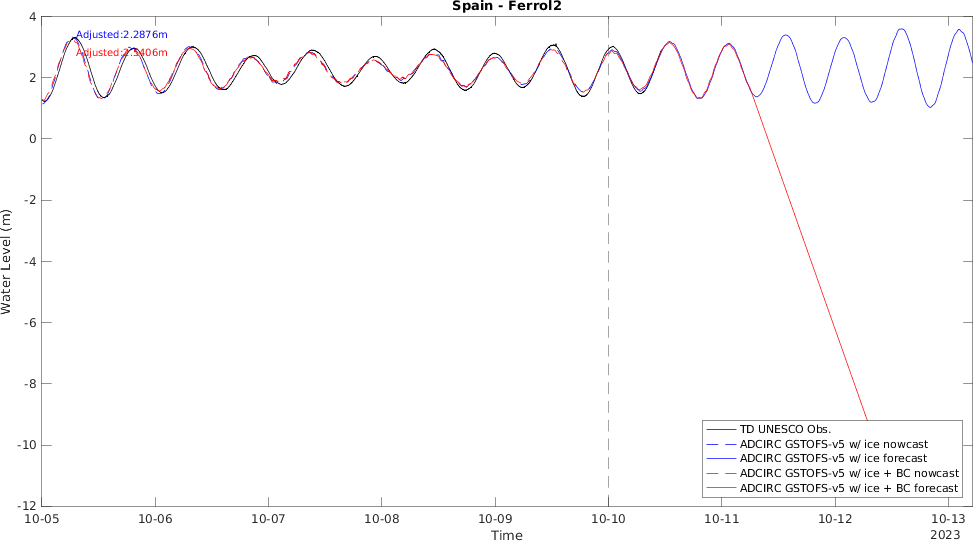 Spain - Ferrol2
Adjusted:2.2876m
4
2
0
-2
-4
-6
-8
-10
-12
Water Level (m)
TD UNESCO Obs.
ADCIRC GSTOFS-v5 w/ ice nowcast
ADCIRC GSTOFS-v5 w/ ice forecast
ADCIRC GSTOFS-v5 w/ ice + BC nowcast
ADCIRC GSTOFS-v5 w/ ice + BC forecast
10-05 10-06 10-07 10-08 10-09 10-10 10-11 10-12 10-13
Time
2023